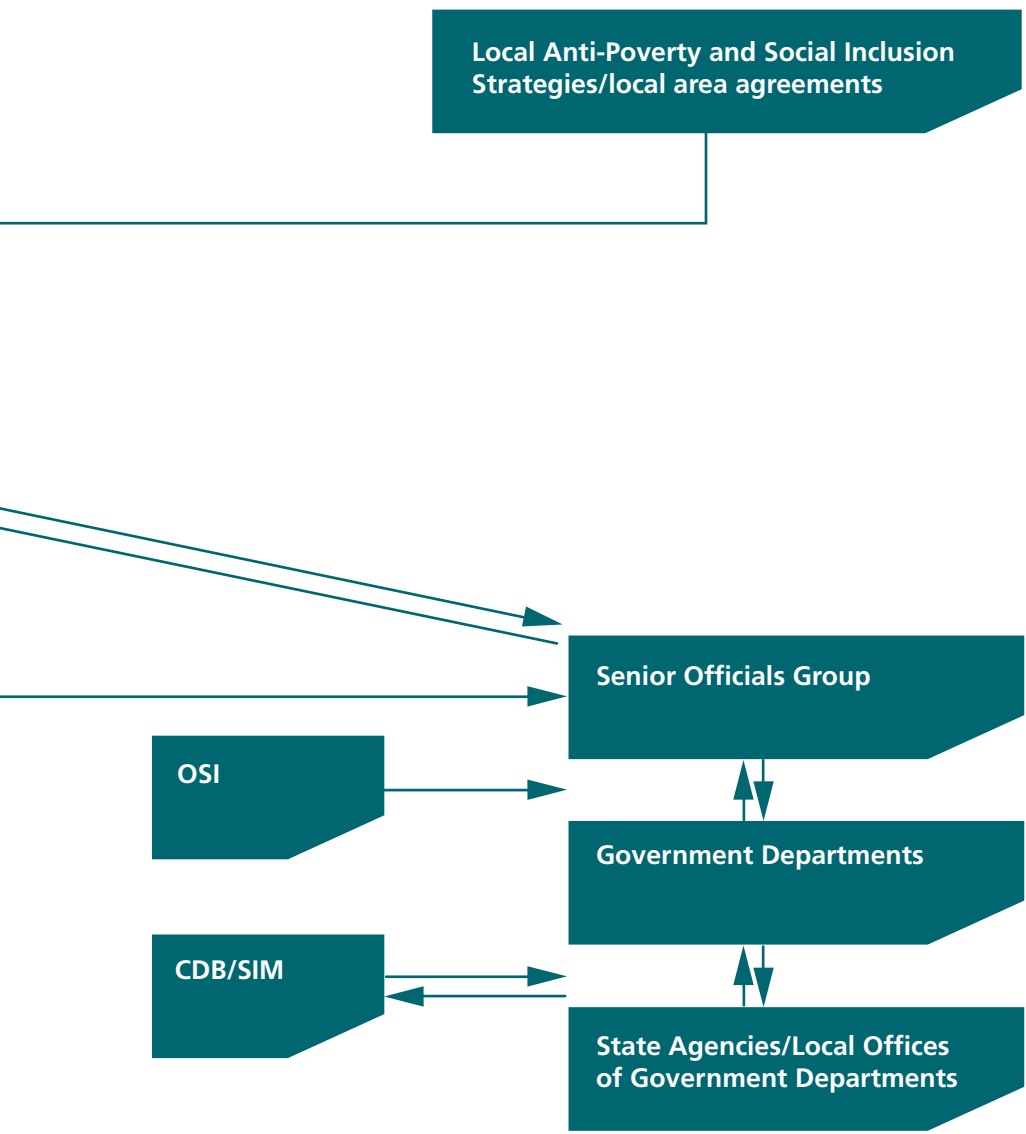 Local Anti-Poverty and Social Inclusion
Strategies/local area agreements
Senior Officials Group
OSI
Government Departments
CDB/SIM
State Agencies/Local Offices
of Government Departments